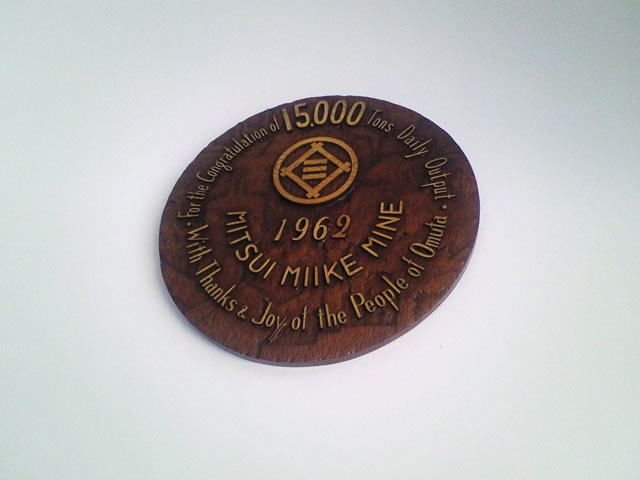 For the Congratulation of 15.000 Tons Daily Output.
三
1962
MITSUI MIIKE MINE
With Thanks & Joy of the People of Omuta.